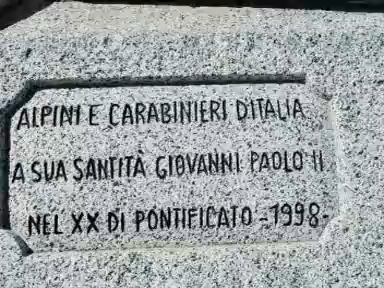 ALPINI E CARABINIERI D'ITALIA
A SUA SANTITÀ GIOVANNI PAOLO II
NEL XX DI PONTIFICATO -1998-